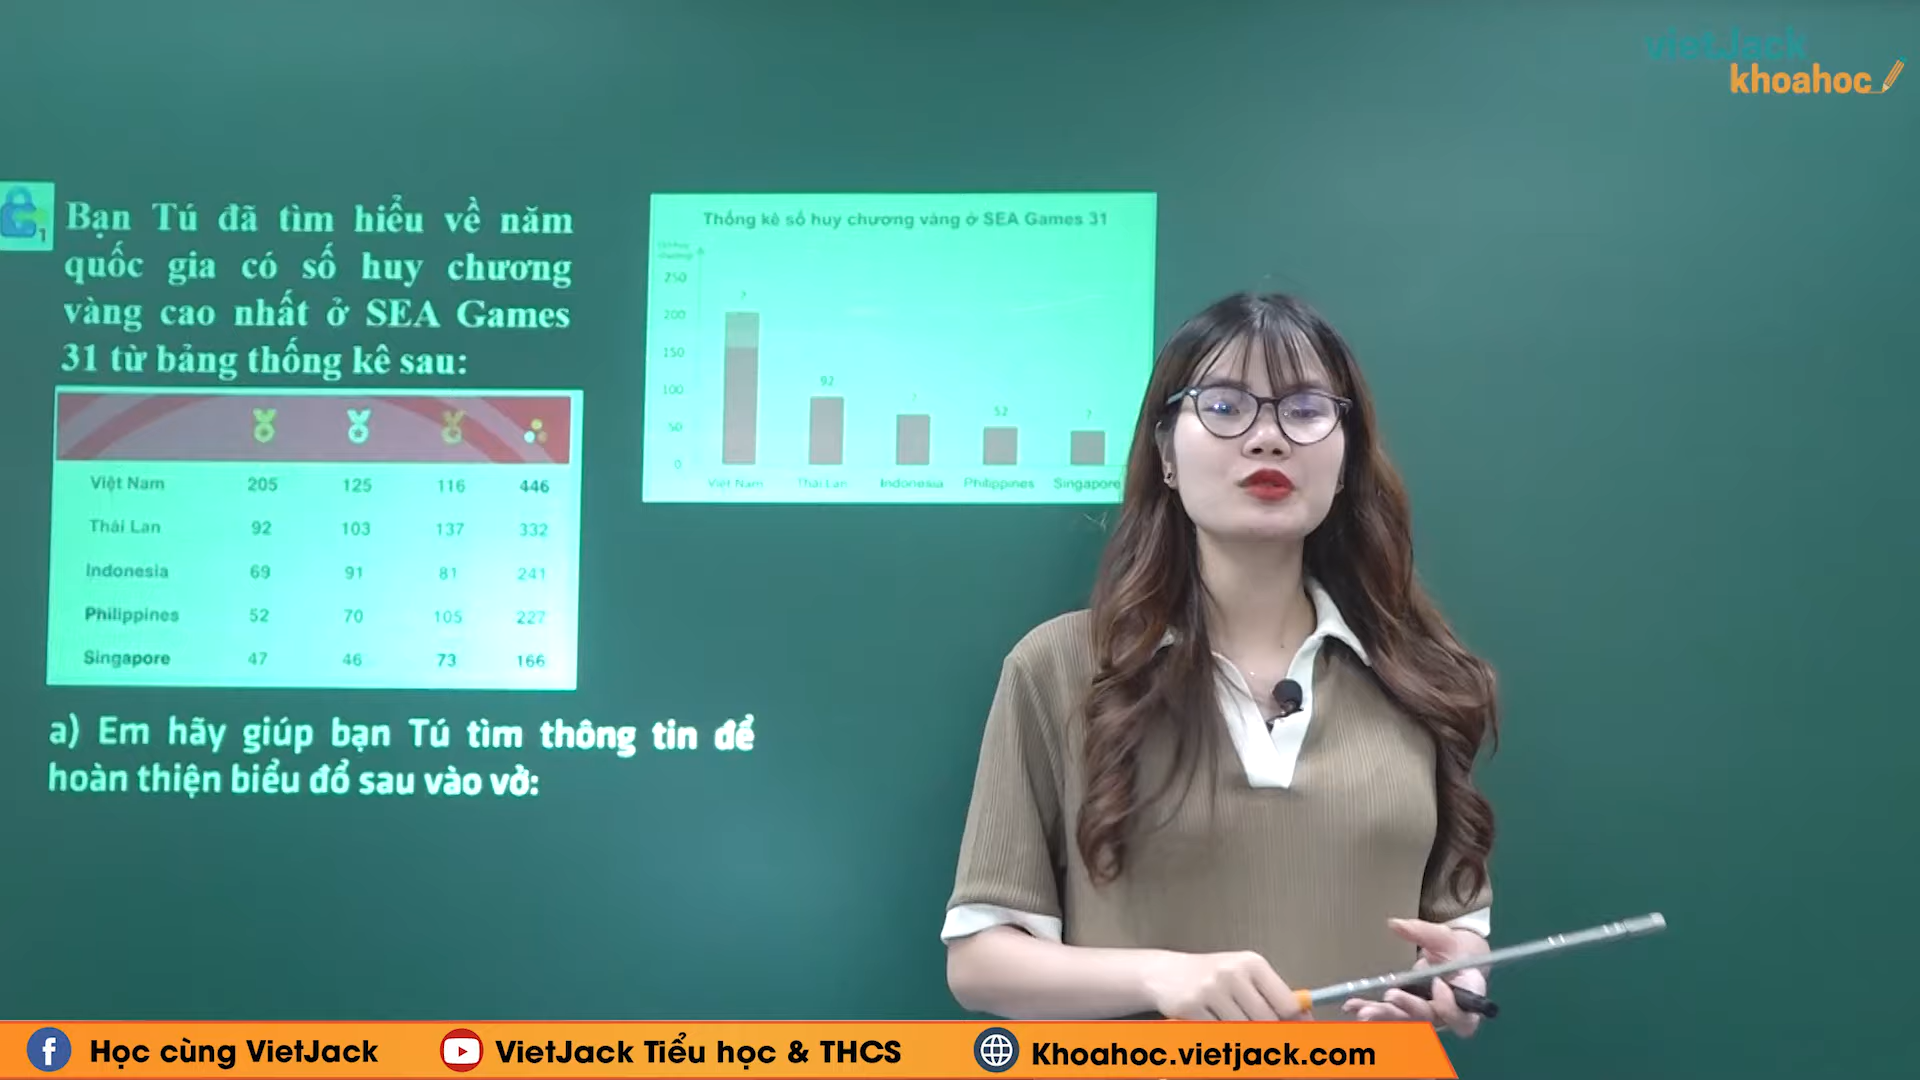 vietJack
khoahoc
1
Bạn Tú đã tìm hiểu về năm
quốc gia có số huy chương
vàng cao nhất ở SEA Games
31 từ bảng thống kê sau:
Việt Nam 205 125 116 446
Thái Lan 92 103 137 332
Indonesia 69 91 81 241
Philippines 52 70 105 227
Singapore 47 46 73 166
a) Em hãy giúp bạn Tú tìm thông tin để
hoàn thiện biểu đồ sau vào vở:
Thống kê số huy chương vàng ở SEA Games 31
250
200
150
100
50
0
?
92
?
52
?
Việt Nam Thái Lan Indonesia Philippines Singapore
Học cùng VietJack
VietJack Tiểu học & THCS
Khoahoc.vietjack.com